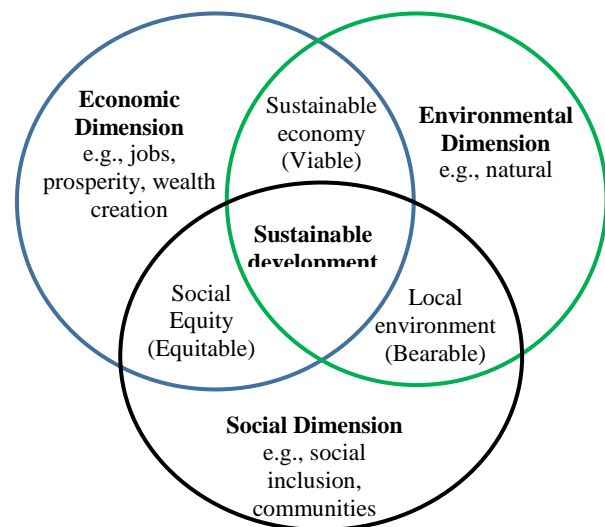 Economic
Dimension
e.g., jobs,
prosperity, wealth
creation
Sustainable
economy
(Viable)
Environmental
Dimension
e.g., natural
Sustainable
development
Social
Equity
(Equitable)
Local
environment
(Bearable)
Social Dimension
e.g., social
inclusion,
communities